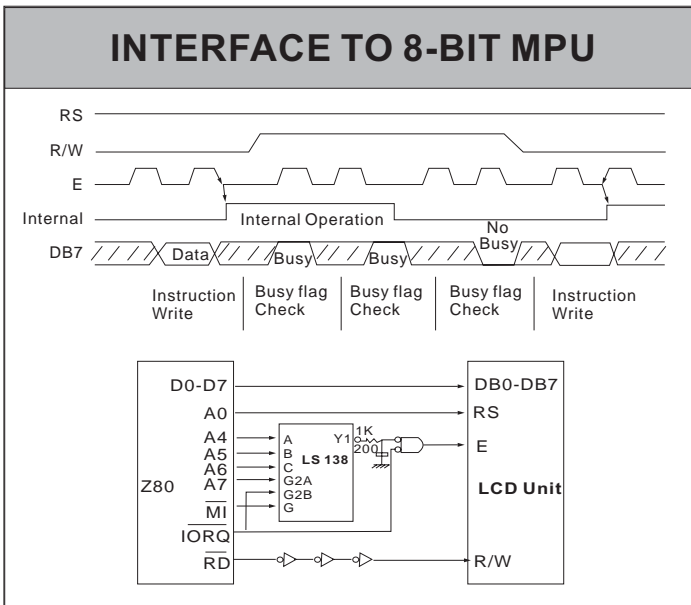 INTERFACE TO 8-BIT MPU
RS
R/W
E
Internal
Internal Operation
No
Busy
DB7
Data
Busy
Busy
Instruction
Write
Busy flag
Check
Busy flag
Check
Busy flag
Check
Instruction
Write
D0-D7
A0
A4
A5
A6
A7
Z80
MI
IORQ
RD
A
B
C
G2A
G2B
G
LS 138
Y1
1K
200
DB0-DB7
RS
E
LCD Unit
R/W